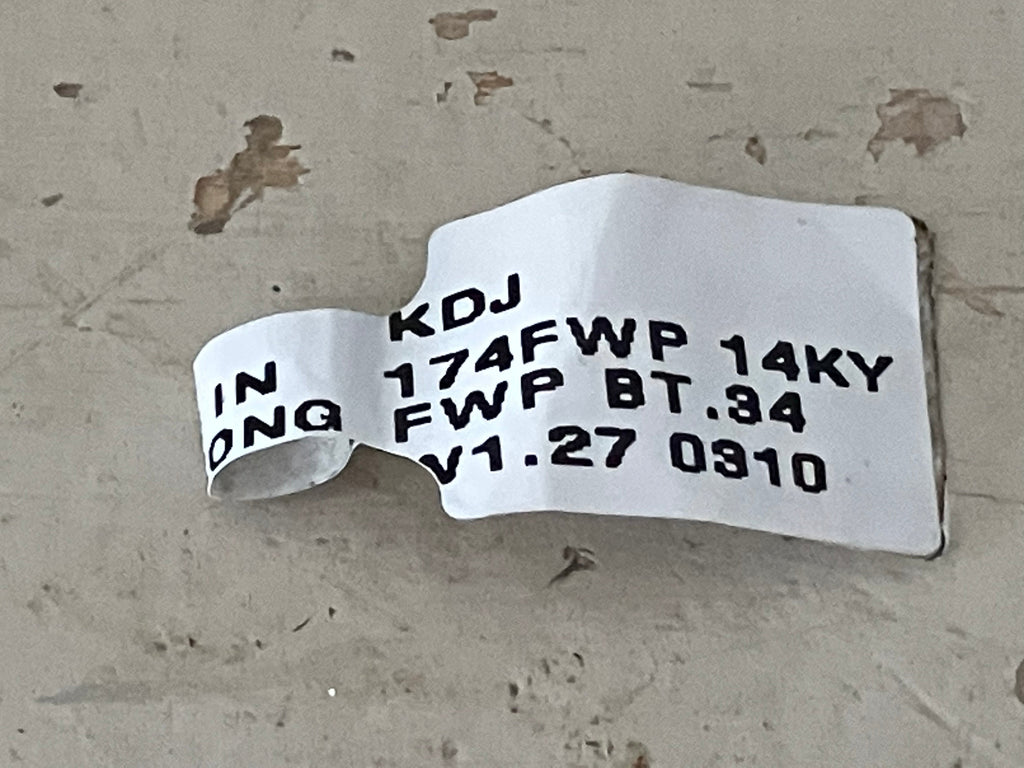 IN
ONG
KDJ
174FWP 14KY
FWP BT.34
V1.27 0310